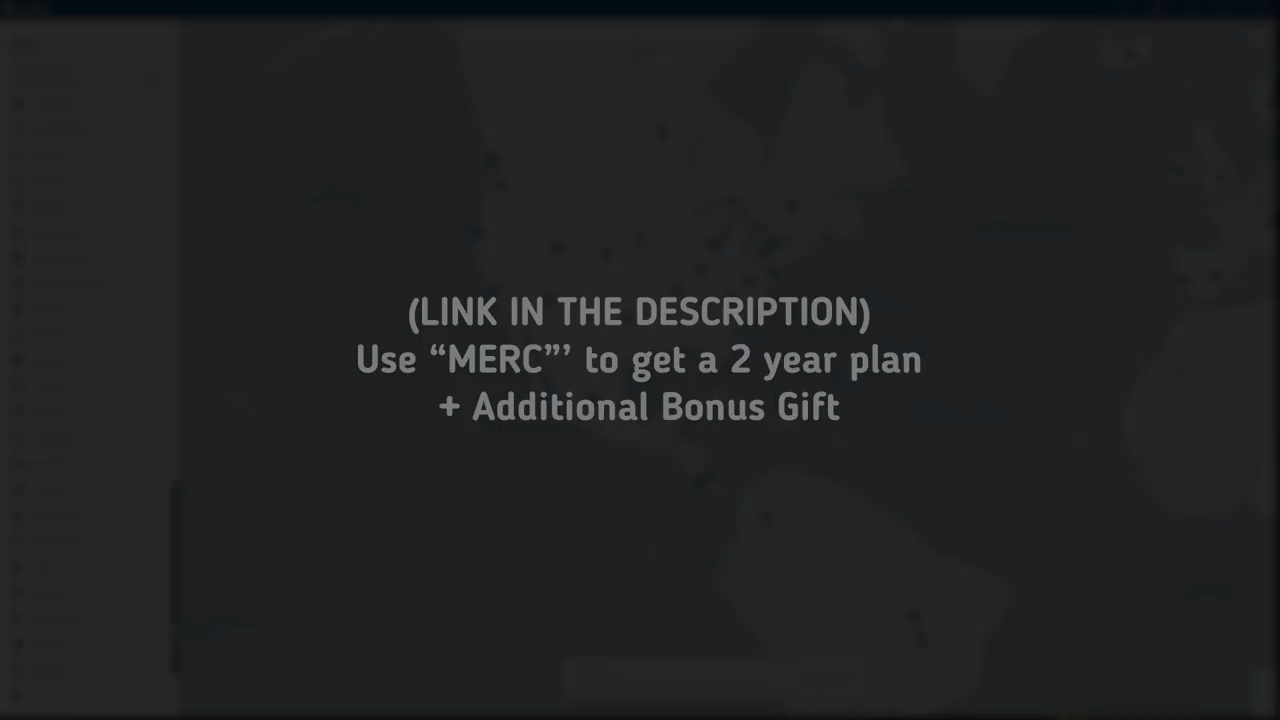 (LINK IN THE DESCRIPTION)
Use “MERC”’ to get a 2 year plan
+ Additional Bonus Gift